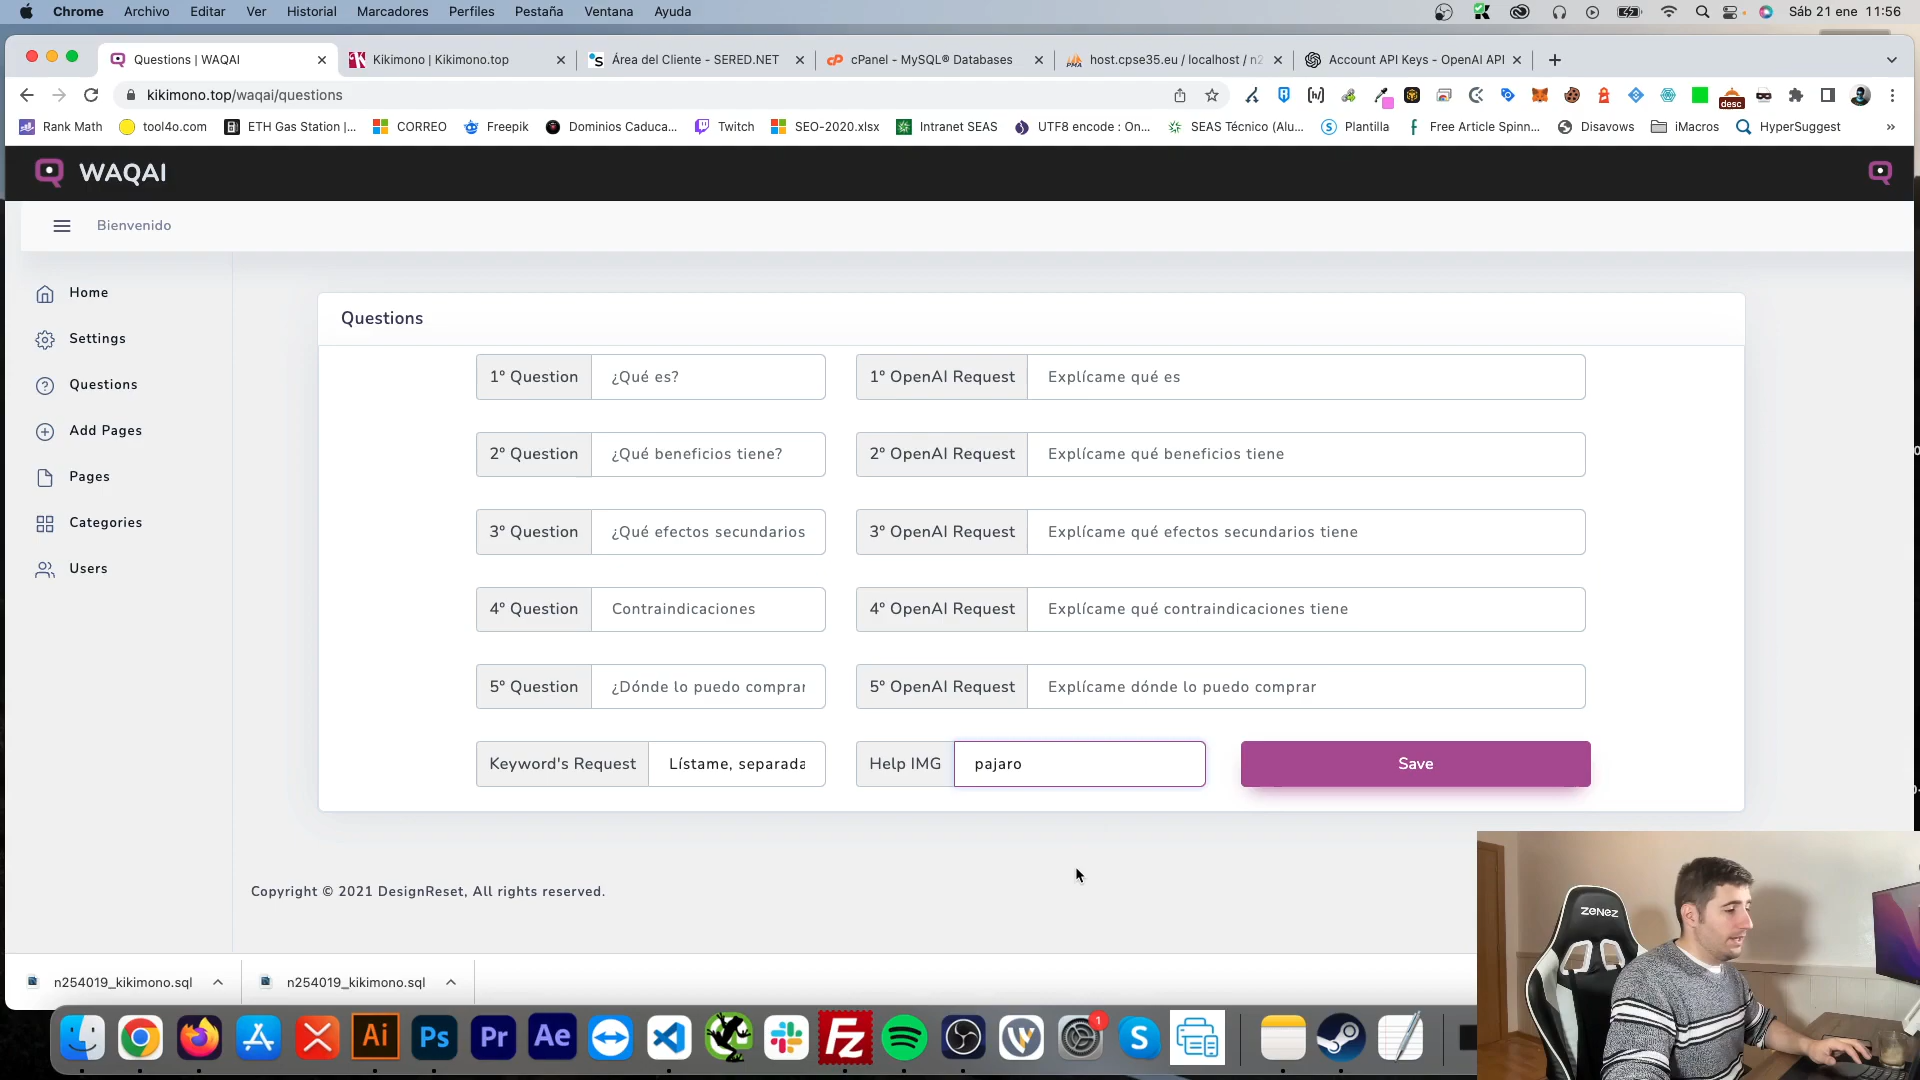 Chrome Archivo Editar Ver Historial Marcadores Perfiles Pestaña Ventana Ayuda Sáb 21 ene 11:56
Questions | WAQAI Kikimono | Kikimono.top Área del Cliente - SERED.NET cPanel - MySQL® Databases host.cpse35.eu / localhost / n2 Account API Keys - OpenAI API
kikimono.top/waqai/questions
desc
Rank Math tool4o.com ETH Gas Station |... CORREO Freepik Dominios Caduca... Twitch SEO-2020.xlsx Intranet SEAS UTF8 encode : On... SEAS Técnico (Alu... Plantilla Free Article Spinn... Disavows iMacros HyperSuggest »
WAQAI
Bienvenido
Home
Settings
Questions
Add Pages
Pages
Categories
Users
Questions
1º Question ¿Qué es? 1º OpenAI Request Explícame qué es
2º Question ¿Qué beneficios tiene? 2º OpenAI Request Explícame qué beneficios tiene
3º Question ¿Qué efectos secundarios 3º OpenAI Request Explícame qué efectos secundarios tiene
4º Question Contraindicaciones 4º OpenAI Request Explícame qué contraindicaciones tiene
5º Question ¿Dónde lo puedo comprar 5º OpenAI Request Explícame dónde lo puedo comprar
Keyword's Request Lístame, separada Help IMG pajaro Save
Copyright © 2021 DesignReset, All rights reserved.
ZENEZ
n254019_kikimono.sql n254019_kikimono.sql
Ai Ps Pr Ae Fz 1 S